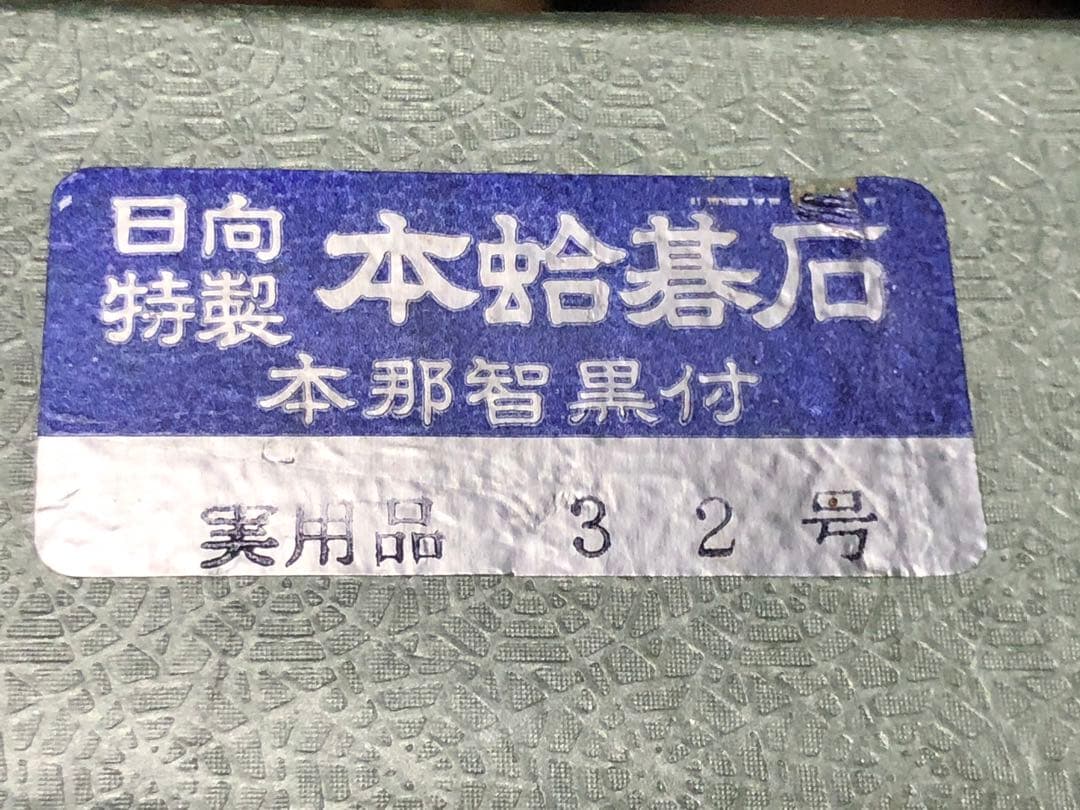 日向特製 本蛤碁石
本那智黒付
実用品 32号